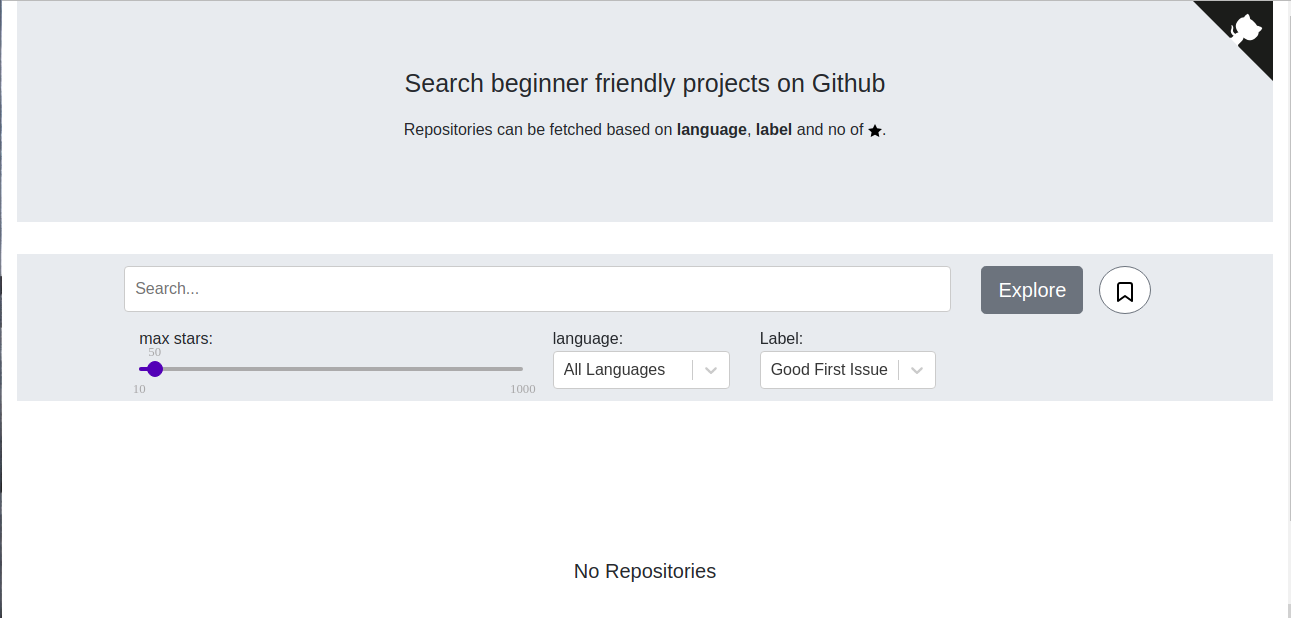 Search beginner friendly projects on Github
Repositories can be fetched based on language, label and no of ★.
Search...
Explore
max stars:
50
10
1000
language:
All Languages
Label:
Good First Issue
No Repositories